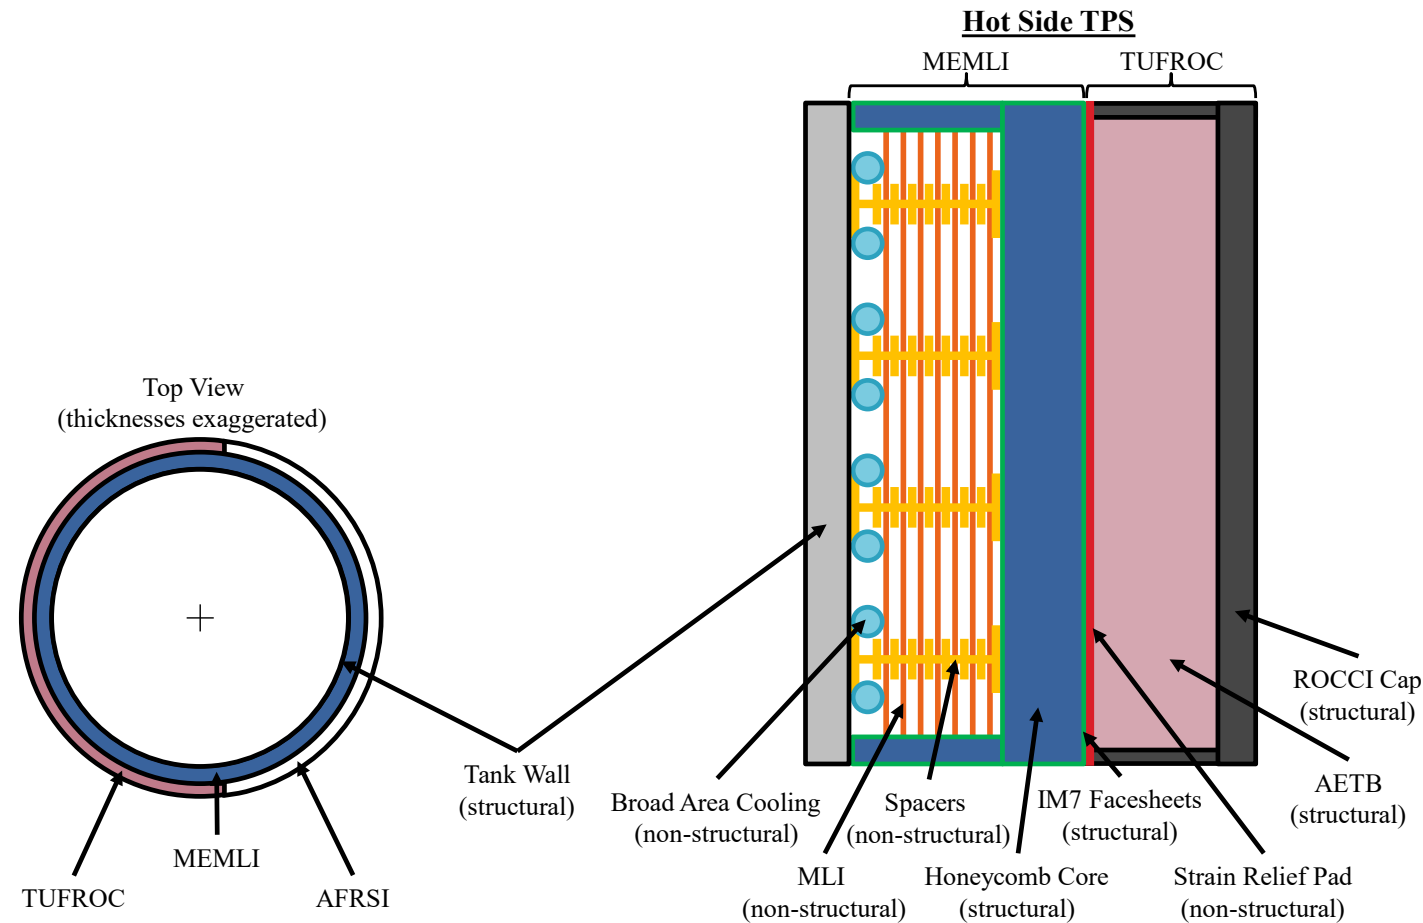 Hot Side TPS
MEMLI
TUFROC
Top View
(thicknesses exaggerated)
Tank Wall
(structural)
MEMLI
TUFROC
AFRSI
Broad Area Cooling
(non-structural)
Spacers
(non-structural)
IM7 Facesheets
(structural)
ROCCI Cap
(structural)
AETB
(structural)
MLI
(non-structural)
Honeycomb Core
(structural)
Strain Relief Pad
(non-structural)